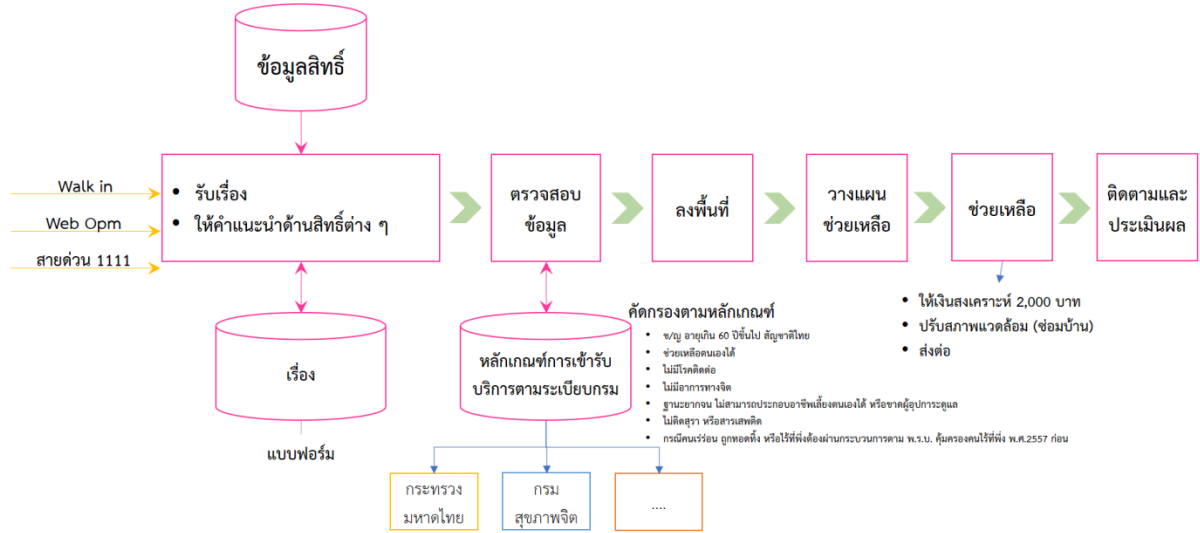 ข้อมูลสิทธิ์
Walk in
Web Opm
สายด่วน 1111
• รับเรื่อง
• ให้คำแนะนำด้านสิทธิ์ต่าง ๆ
ตรวจสอบ
ข้อมูล
ลงพื้นที่
วางแผน
ช่วยเหลือ
ช่วยเหลือ
ติดตามและ
ประเมินผล
เรื่อง
แบบฟอร์ม
หลักเกณฑ์การเข้ารับ
บริการตามระเบียบกรม
คัดกรองตามหลักเกณฑ์
• ช/ญ อายุเกิน 60 ปีขึ้นไป สัญชาติไทย
• ช่วยเหลือตนเองได้
• ไม่มีโรคติดต่อ
• ไม่มีอาการทางจิต
• ฐานะยากจน ไม่สามารถประกอบอาชีพเลี้ยงตนเองได้ หรือขาดผู้อุปการะดูแล
• ไม่ติดสุรา หรือสารเสพติด
• กรณีคนเร่ร่อน ถูกทอดทิ้ง หรือไร้ที่พึ่งต้องผ่านกระบวนการตาม พ.ร.บ. คุ้มครองคนไร้ที่พึ่ง พ.ศ.2557 ก่อน
• ให้เงินสงเคราะห์ 2,000 บาท
• ปรับสภาพแวดล้อม (ซ่อมบ้าน)
• ส่งต่อ
กระทรวง
มหาดไทย
กรม
สุขภาพจิต
....